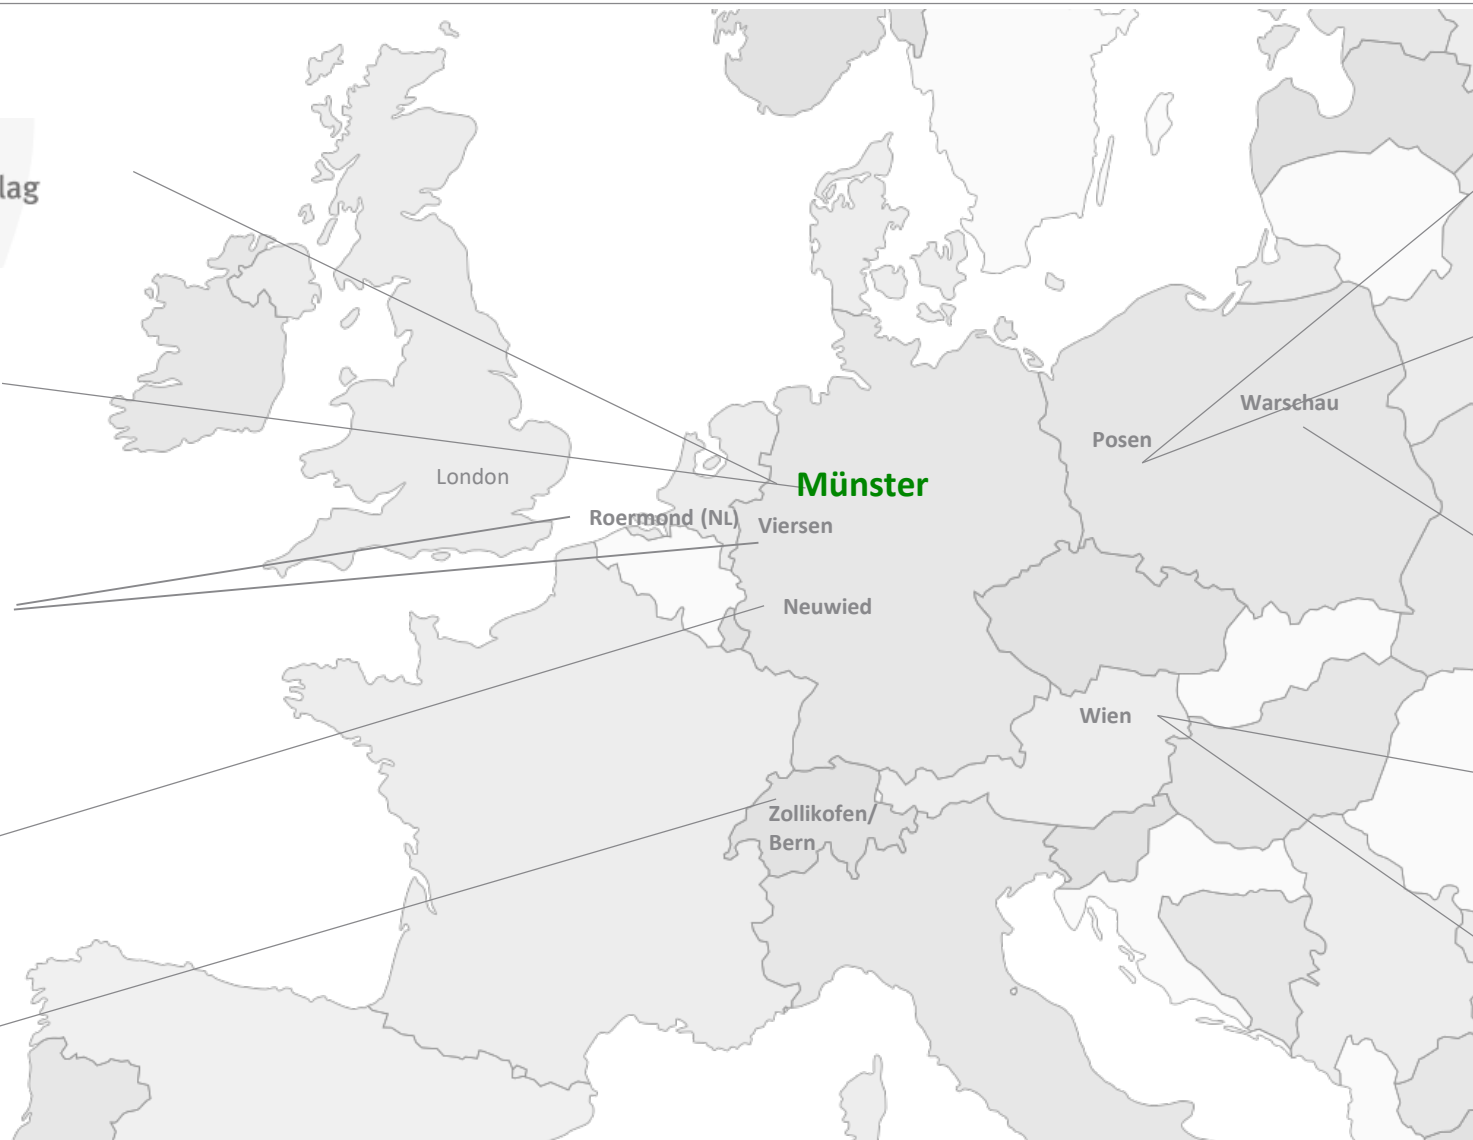 lag
Warschau
Posen
London
Münster
Roermond (NL)
Viersen
Neuwied
Wien
Zollikofen/
Bern